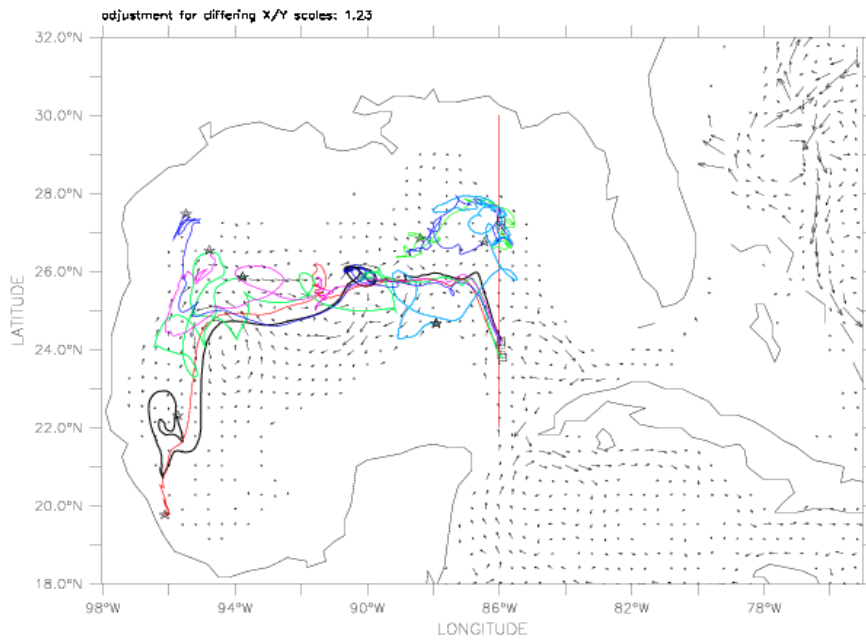 adjustment for differing X/Y scales: 1.23
32.0°N
30.0°N
28.0°N
26.0°N
24.0°N
22.0°N
20.0°N
18.0°N
LATITUDE
98°W 94°W 90°W 86°W 82°W 78°W
LONGITUDE